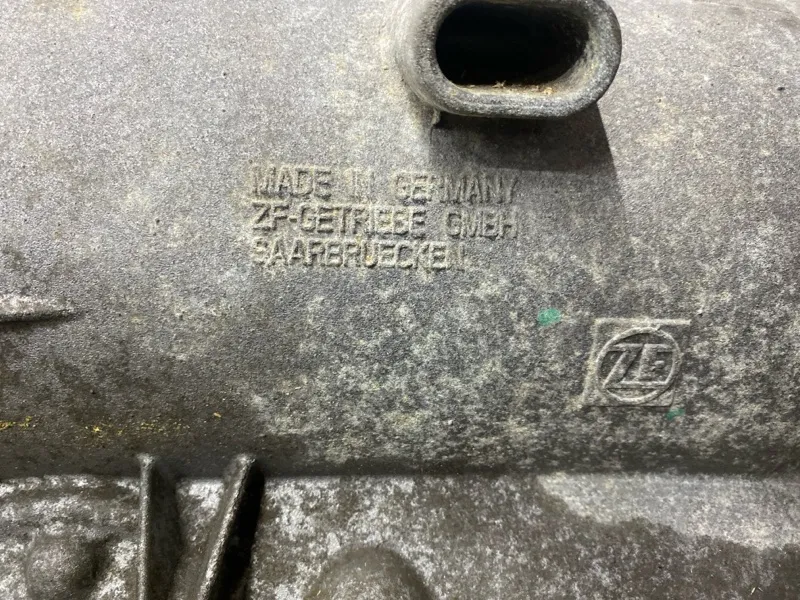 MADE IN GERMANY
ZF-GETRIEBE GMBH
SAARBRUECKEN
ZF